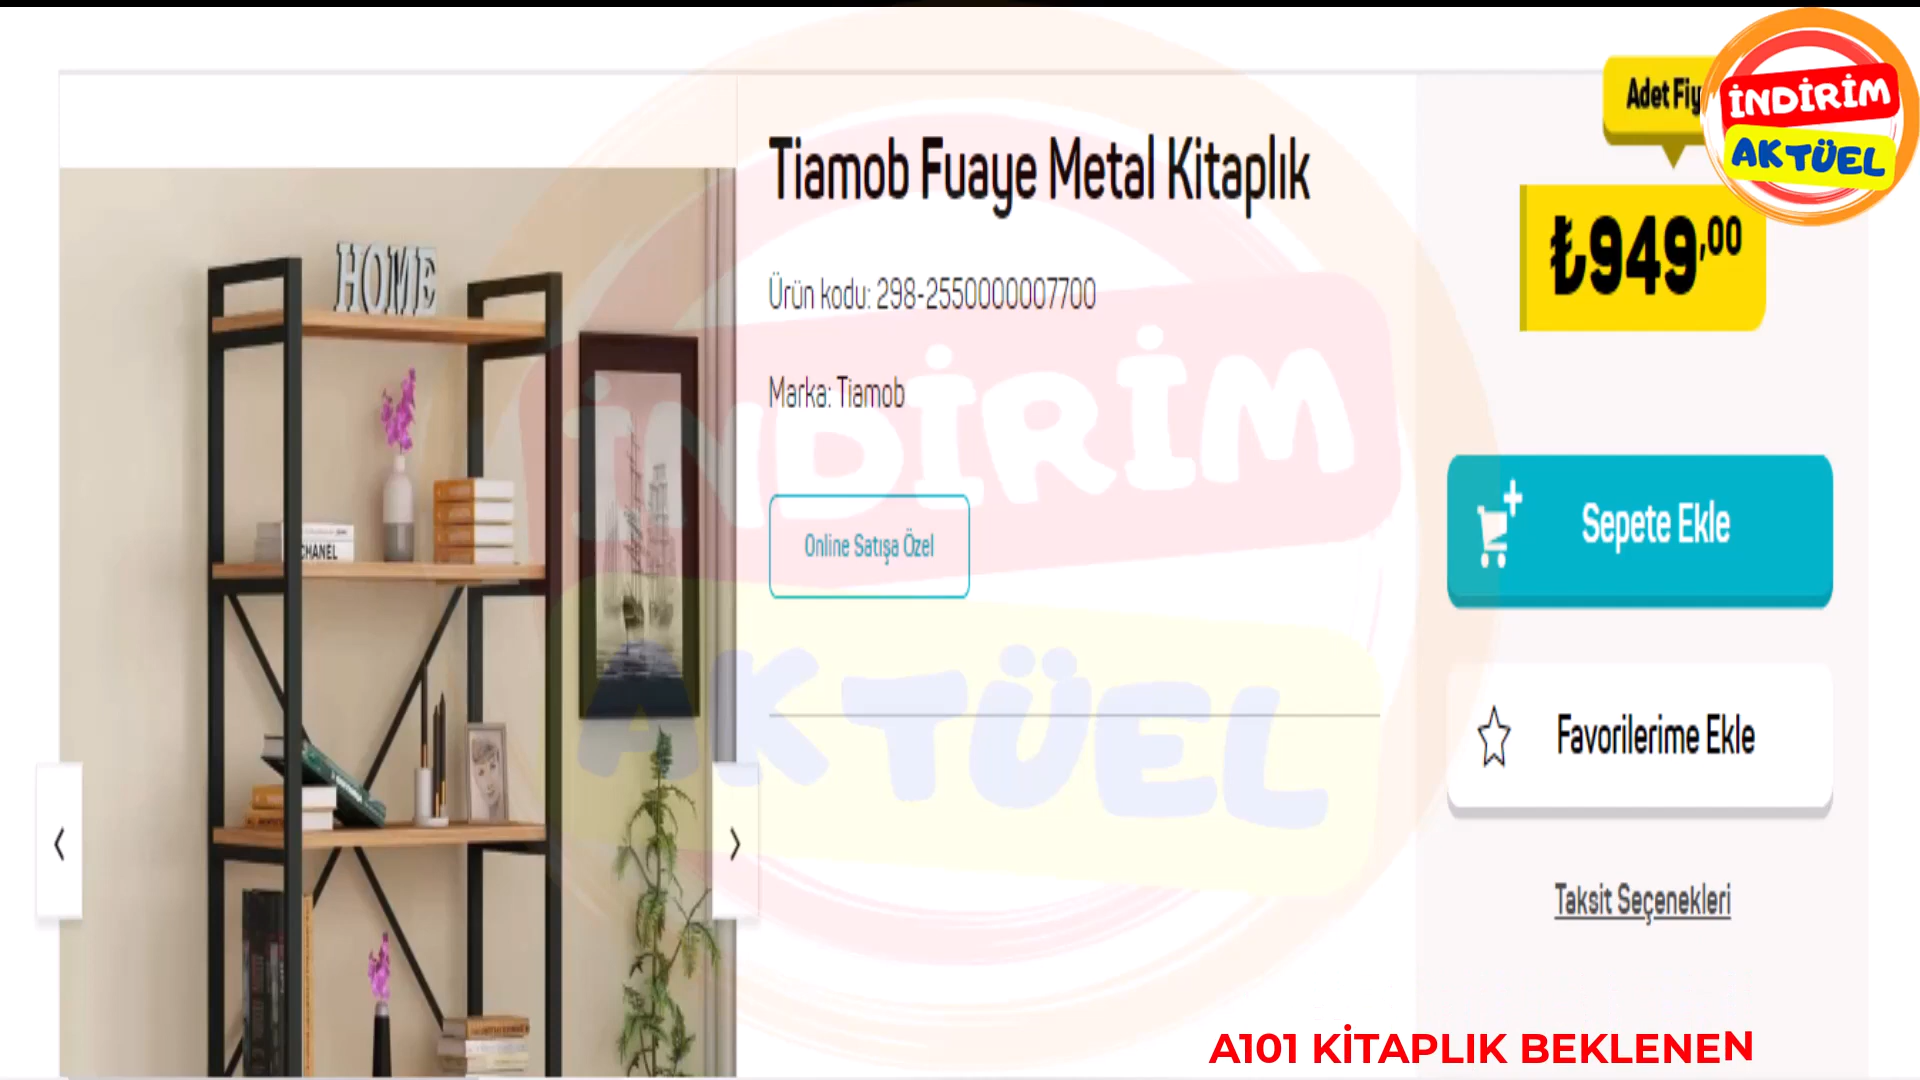 Adet Fiy
İNDİRİM
AKTÜEL
₺949,00
Tiamob Fuaye Metal Kitaplık
Ürün kodu: 298-2550000007700
Marka: Tiamob
Online Satışa Özel
Sepete Ekle
Favorilerime Ekle
Taksit Seçenekleri
HOME
CHANEL
İNDİRİM
AKTÜEL
A101 KİTAPLIK BEKLENEN